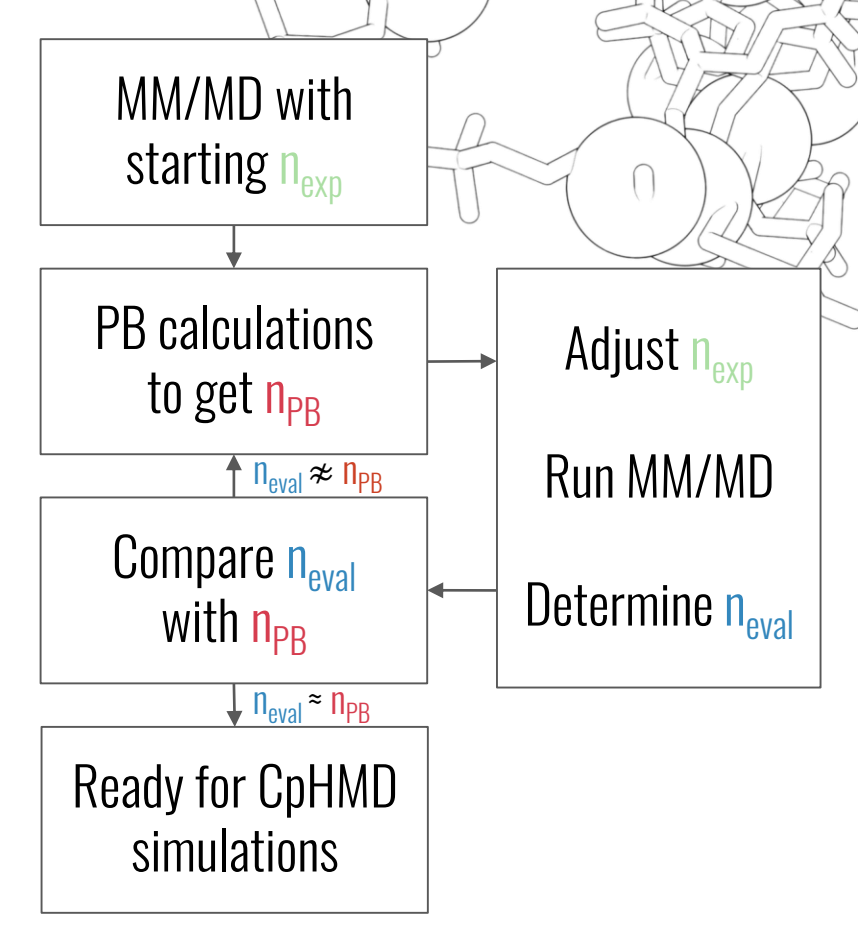 MM/MD with
starting n_exp
PB calculations
to get n_PB
Adjust n_exp
Run MM/MD
Determine n_eval
n_eval ≉ n_PB
Compare n_eval
with n_PB
n_eval ≈ n_PB
Ready for CpHMD
simulations